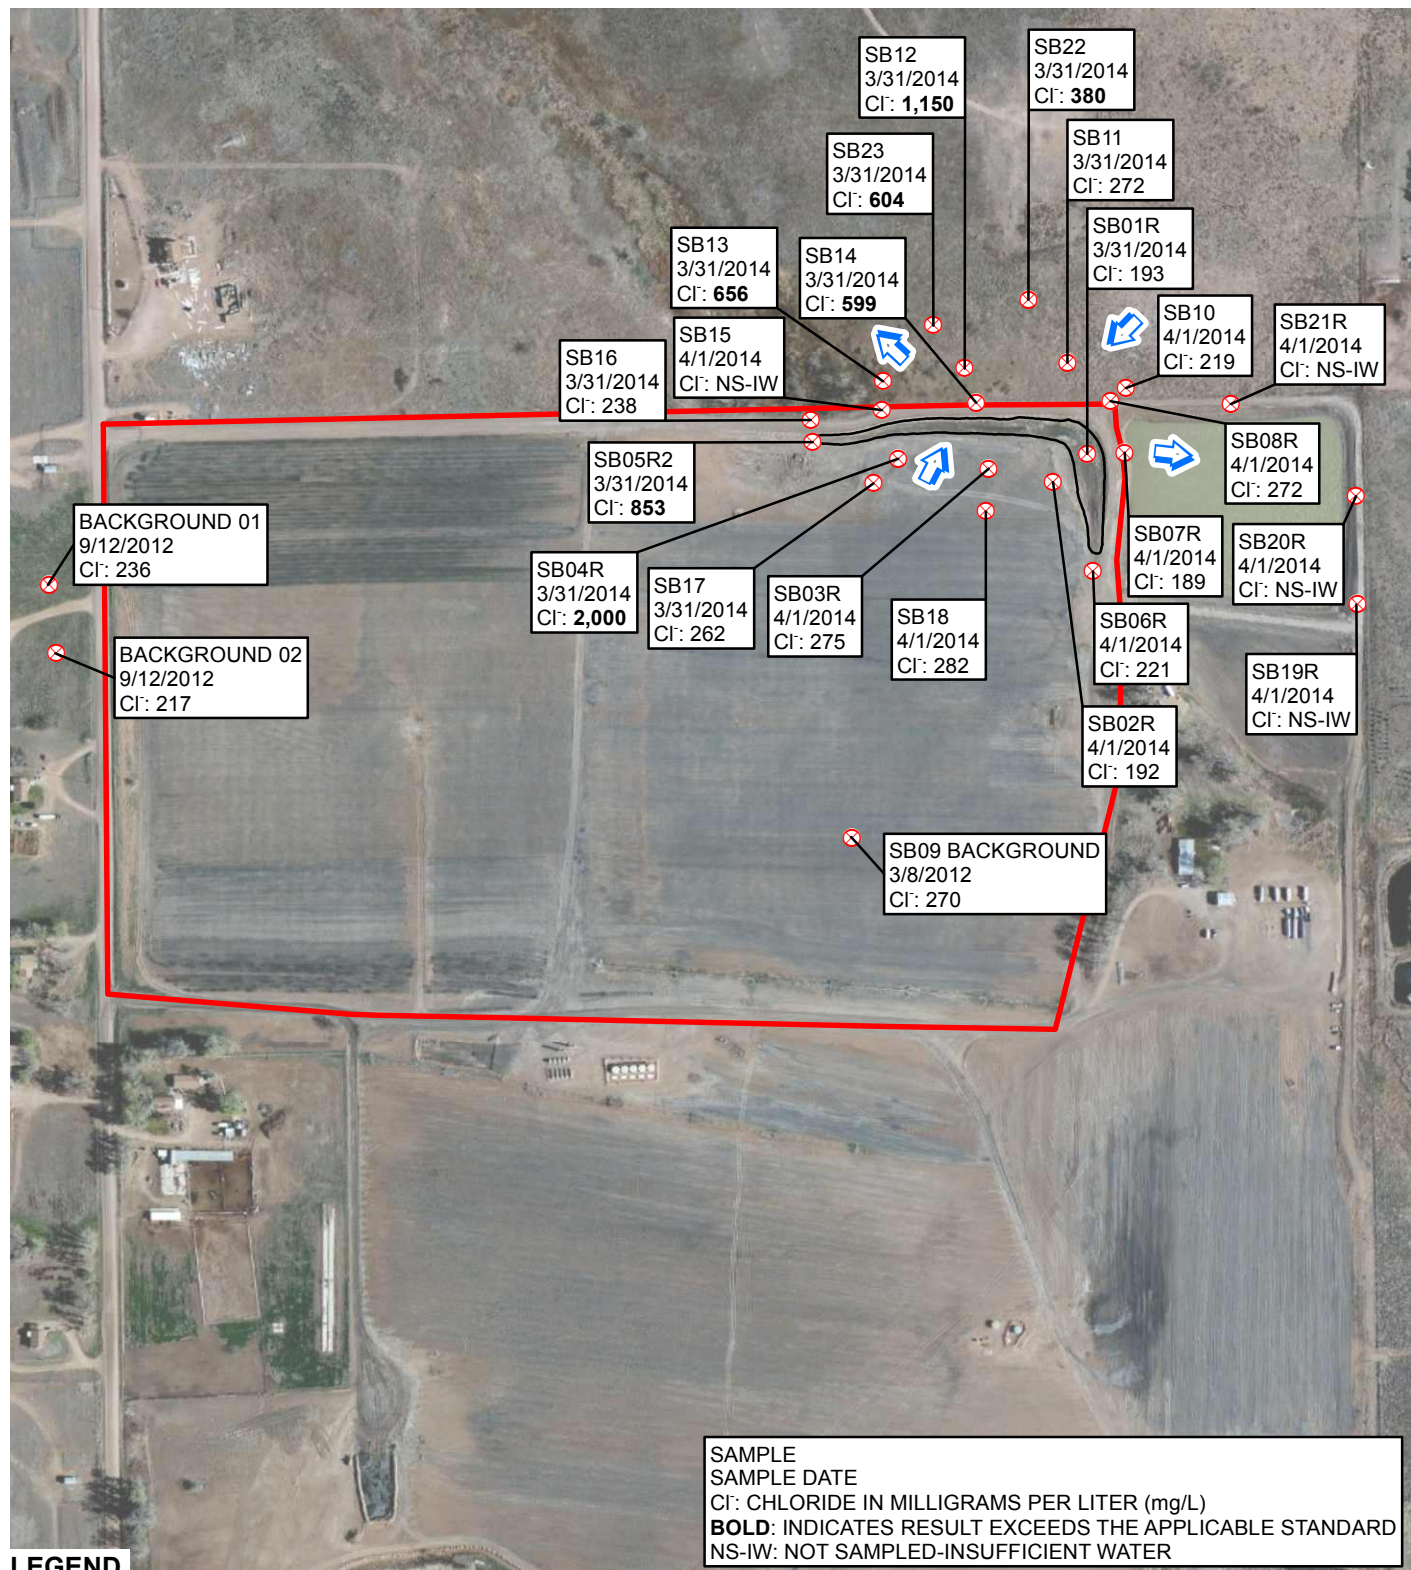 SB12
3/31/2014
Cl⁻: 1,150
SB22
3/31/2014
Cl⁻: 380
SB23
3/31/2014
Cl⁻: 604
SB11
3/31/2014
Cl⁻: 272
SB13
3/31/2014
Cl⁻: 656
SB14
3/31/2014
Cl⁻: 599
SB01R
3/31/2014
Cl⁻: 193
SB10
4/1/2014
Cl⁻: 219
SB21R
4/1/2014
Cl⁻: NS-IW
SB15
4/1/2014
Cl⁻: NS-IW
SB16
3/31/2014
Cl⁻: 238
SB05R2
3/31/2014
Cl⁻: 853
SB08R
4/1/2014
Cl⁻: 272
BACKGROUND 01
9/12/2012
Cl⁻: 236
SB07R
4/1/2014
Cl⁻: 189
SB20R
4/1/2014
Cl⁻: NS-IW
SB04R
3/31/2014
Cl⁻: 2,000
SB17
3/31/2014
Cl⁻: 262
SB03R
4/1/2014
Cl⁻: 275
SB18
4/1/2014
Cl⁻: 282
SB06R
4/1/2014
Cl⁻: 221
BACKGROUND 02
9/12/2012
Cl⁻: 217
SB19R
4/1/2014
Cl⁻: NS-IW
SB02R
4/1/2014
Cl⁻: 192
SB09 BACKGROUND
3/8/2012
Cl⁻: 270
SAMPLE
SAMPLE DATE
Cl⁻: CHLORIDE IN MILLIGRAMS PER LITER (mg/L)
BOLD: INDICATES RESULT EXCEEDS THE APPLICABLE STANDARD
NS-IW: NOT SAMPLED-INSUFFICIENT WATER
LEGEND